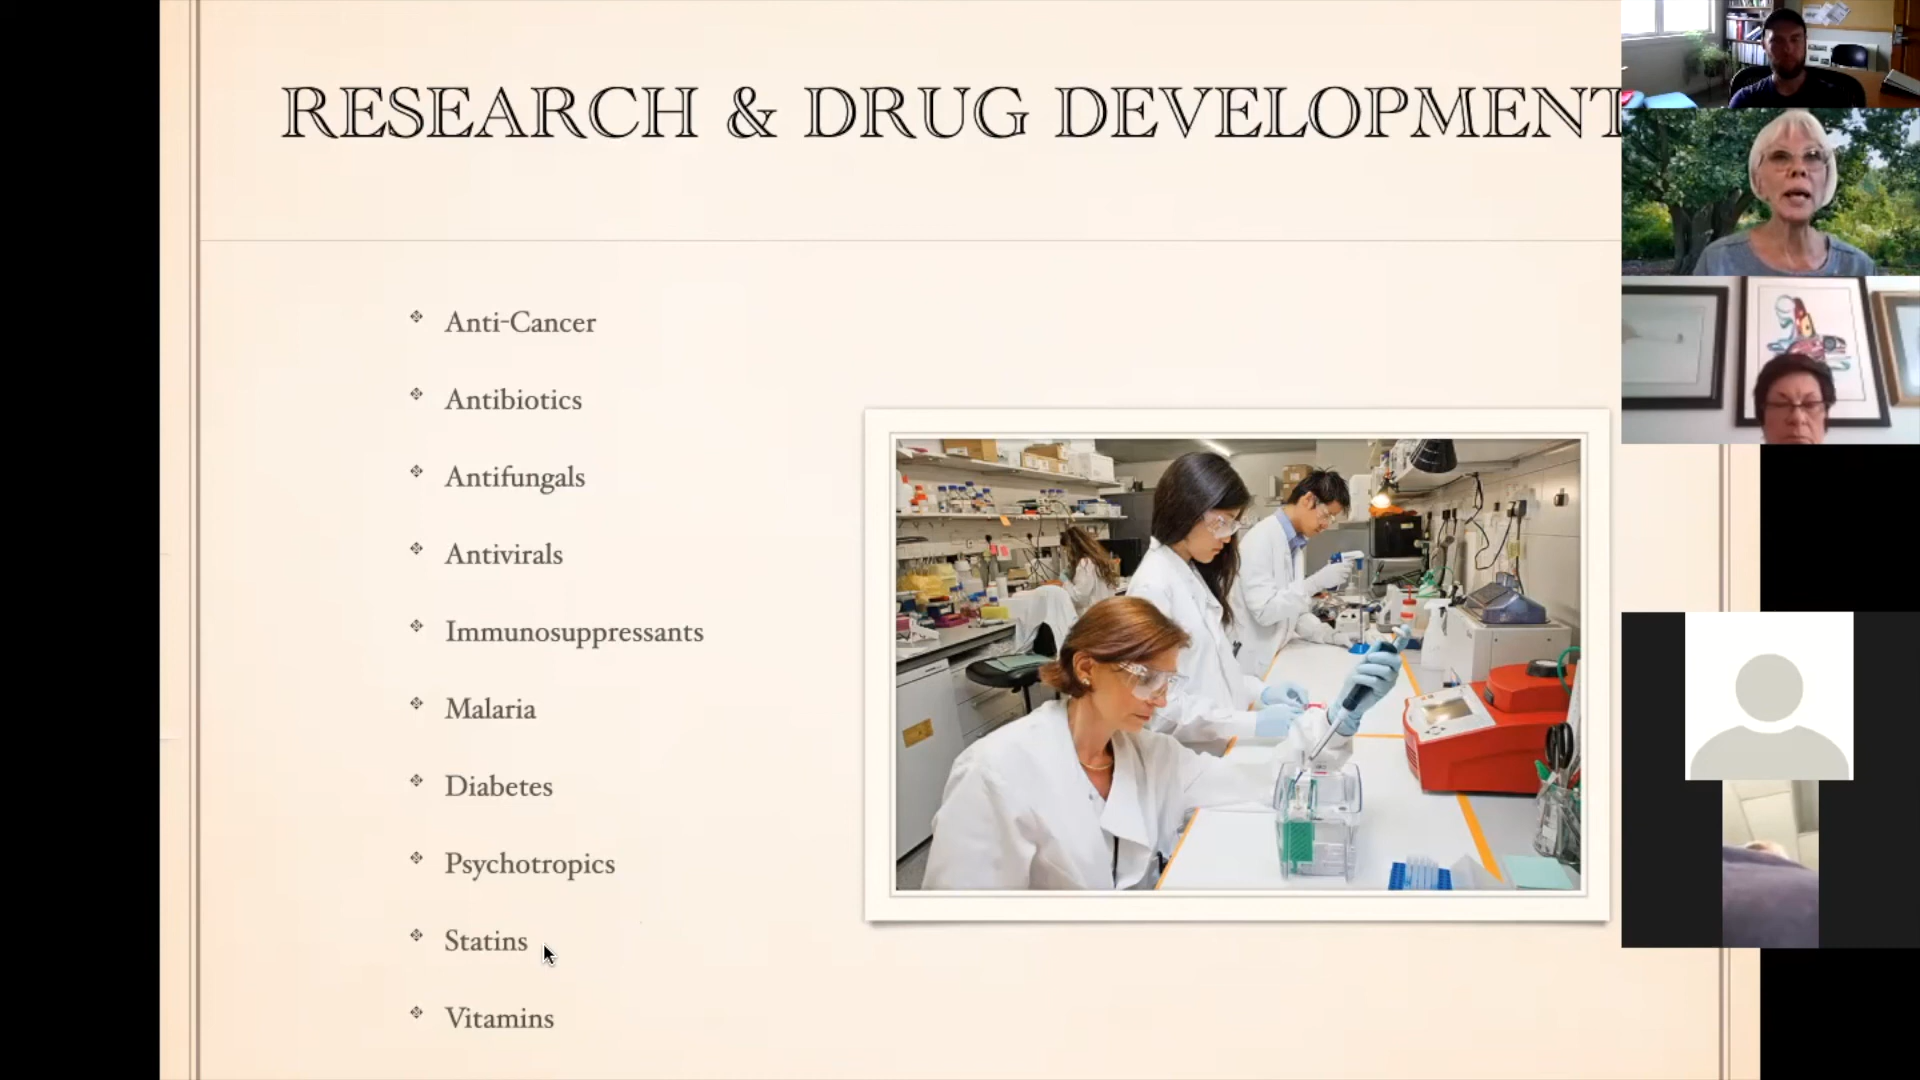 RESEARCH & DRUG DEVELOPMENT
Anti-Cancer
Antibiotics
Antifungals
Antivirals
Immunosuppressants
Malaria
Diabetes
Psychotropics
Statins
Vitamins